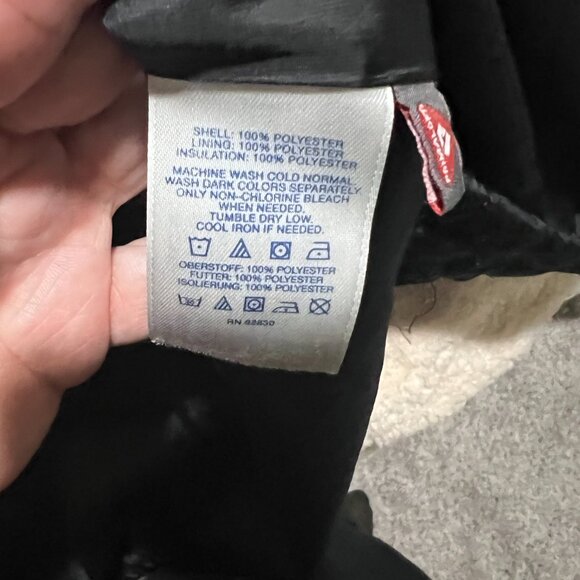 SHELL: 100% POLYESTER
LINING: 100% POLYESTER
INSULATION: 100% POLYESTER
MACHINE WASH COLD NORMAL
WASH DARK COLORS SEPARATELY
ONLY NON-CHLORINE BLEACH
WHEN NEEDED.
TUMBLE DRY LOW.
COOL IRON IF NEEDED.
OBERSTOFF: 100% POLYESTER
FUTTER: 100% POLYESTER
ISOLIERUNG: 100% POLYESTER
RN